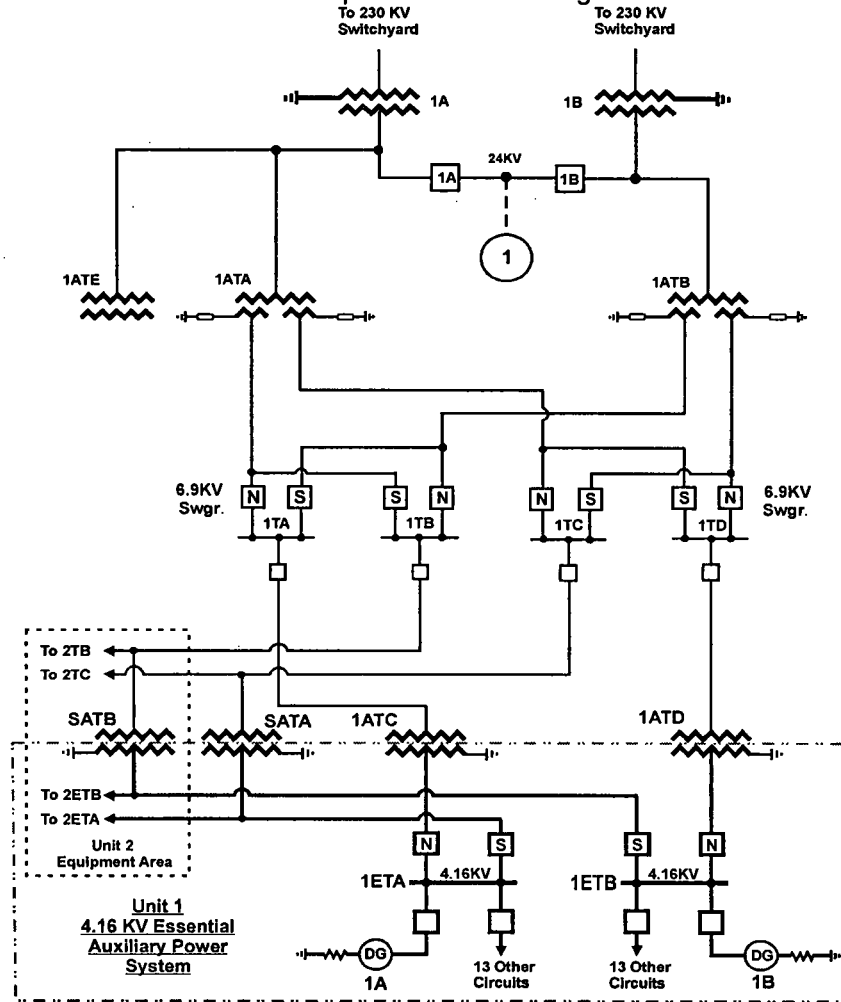 To 230 KV
Switchyard
To 230 KV
Switchyard
1A
1B
24KV
1A
1B
1
1ATE
1ATA
1ATB
6.9KV
Swgr.
N
S
S
N
N
S
S
N
6.9KV
Swgr.
1TA
1TB
1TC
1TD
To 2TB
To 2TC
SATB
SATA
1ATC
1ATD
To 2ETB
To 2ETA
Unit 2
Equipment Area
N
S
S
N
1ETA
4.16KV
1ETB
4.16KV
Unit 1
4.16 KV Essential
Auxiliary Power
System
DG
1A
13 Other
Circuits
13 Other
Circuits
DG
1B